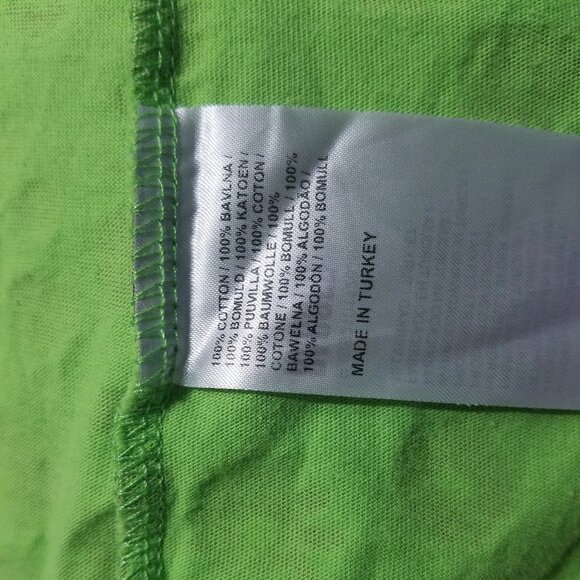 100% COTTON / 100% BAVLNA /
100% BOMULD / 100% KATOEN /
100% PUUVILLA / 100% COTON /
100% BAUMWOLLE / 100%
COTONE / 100% BOMULL / 100%
BAWEŁNA / 100% ALGODÃO /
100% ALGODÓN / 100% BOMULL
MADE IN TURKEY